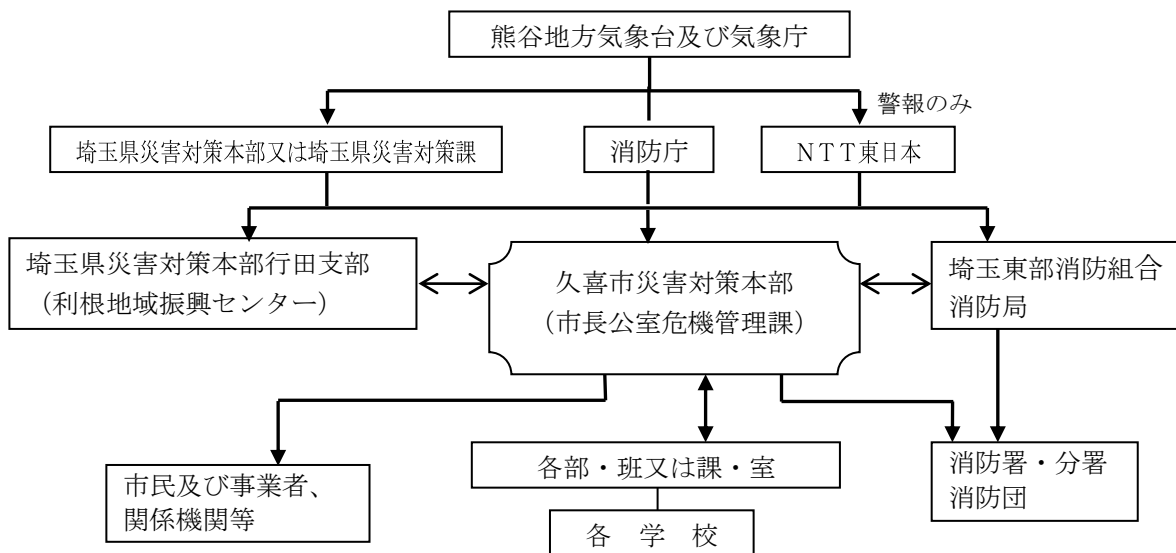 熊谷地方気象台及び気象庁
警報のみ
埼玉県災害対策本部又は埼玉県災害対策課
消防庁
ＮＴＴ東日本
埼玉県災害対策本部行田支部
（利根地域振興センター）
久喜市災害対策本部
（市長公室危機管理課）
埼玉東部消防組合
消防局
市民及び事業者、
関係機関等
各部・班又は課・室
消防署・分署
消防団
各　学　校